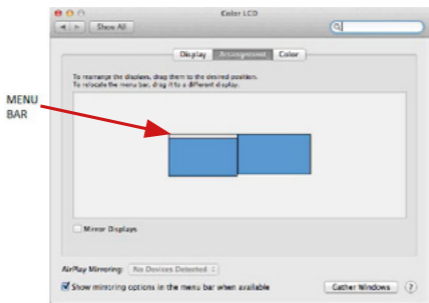 Color LCD
Show All
Display Arrangement Color
To rearrange the displays, drag them to the desired position.
To relocate the menu bar, drag it to a different display.
MENU
BAR
Mirror Displays
AirPlay Mirroring: No Devices Detected
Show mirroring options in the menu bar when available
Gather Windows ?